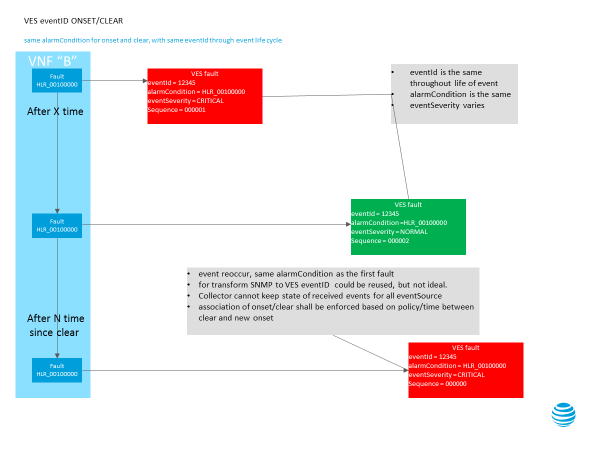 VES eventID ONSET/CLEAR
same alarmCondition for onset and clear, with same eventId through event life cycle
VNF "B"
Fault
HLR_00100000
VES fault
eventId = 12345
alarmCondition = HLR_00100000
eventSeverity = CRITICAL
Sequence = 000001
• eventId is the same
throughout life of event
• alarmCondition is the same
• eventSeverity varies
After X time
Fault
HLR_00100000
VES fault
eventId = 12345
alarmCondition =HLR_00100000
eventSeverity=NORMAL
Sequence = 000002
• event reoccur, same alarmCondition as the first fault
• for transform SNMP to VES eventID could be reused, but not ideal.
• Collector cannot keep state of received events for all eventSource
• association of onset/clear shall be enforced based on policy/time between
clear and new onset
After N time
since clear
Fault
HLR_00100000
VES fault
eventId = 12345
alarmCondition = HLR_00100000
eventSeverity =CRITICAL
Sequence = 000000